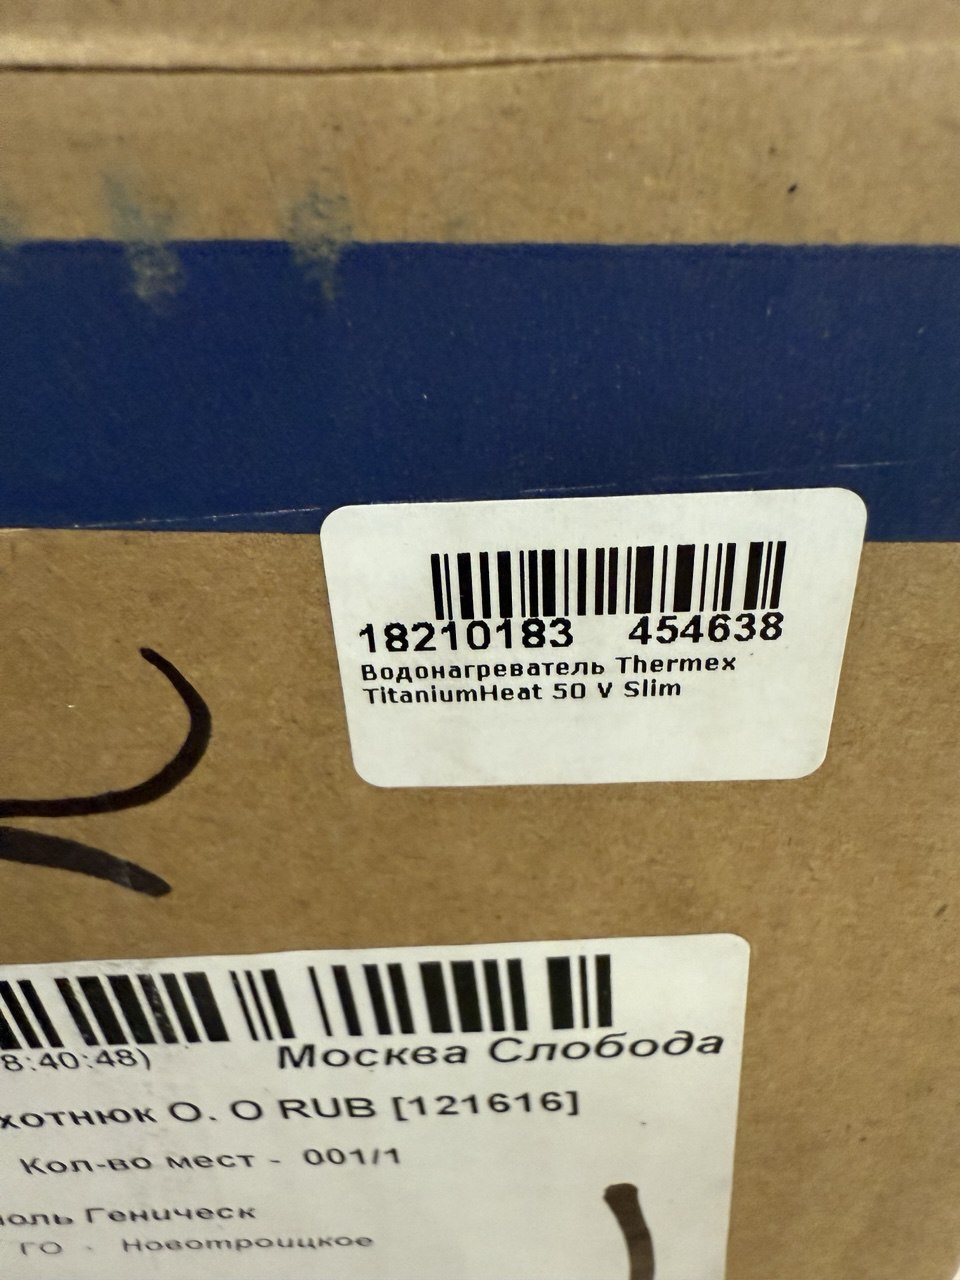 18210183 454638
Водонагреватель Thermex
TitaniumHeat 50 V Slim
8:40:48)
Москва Слобода
хотнюк О. О RUB [121616]
Кол-во мест - 001/1
поль Геническ
ГО - Новотроицкое